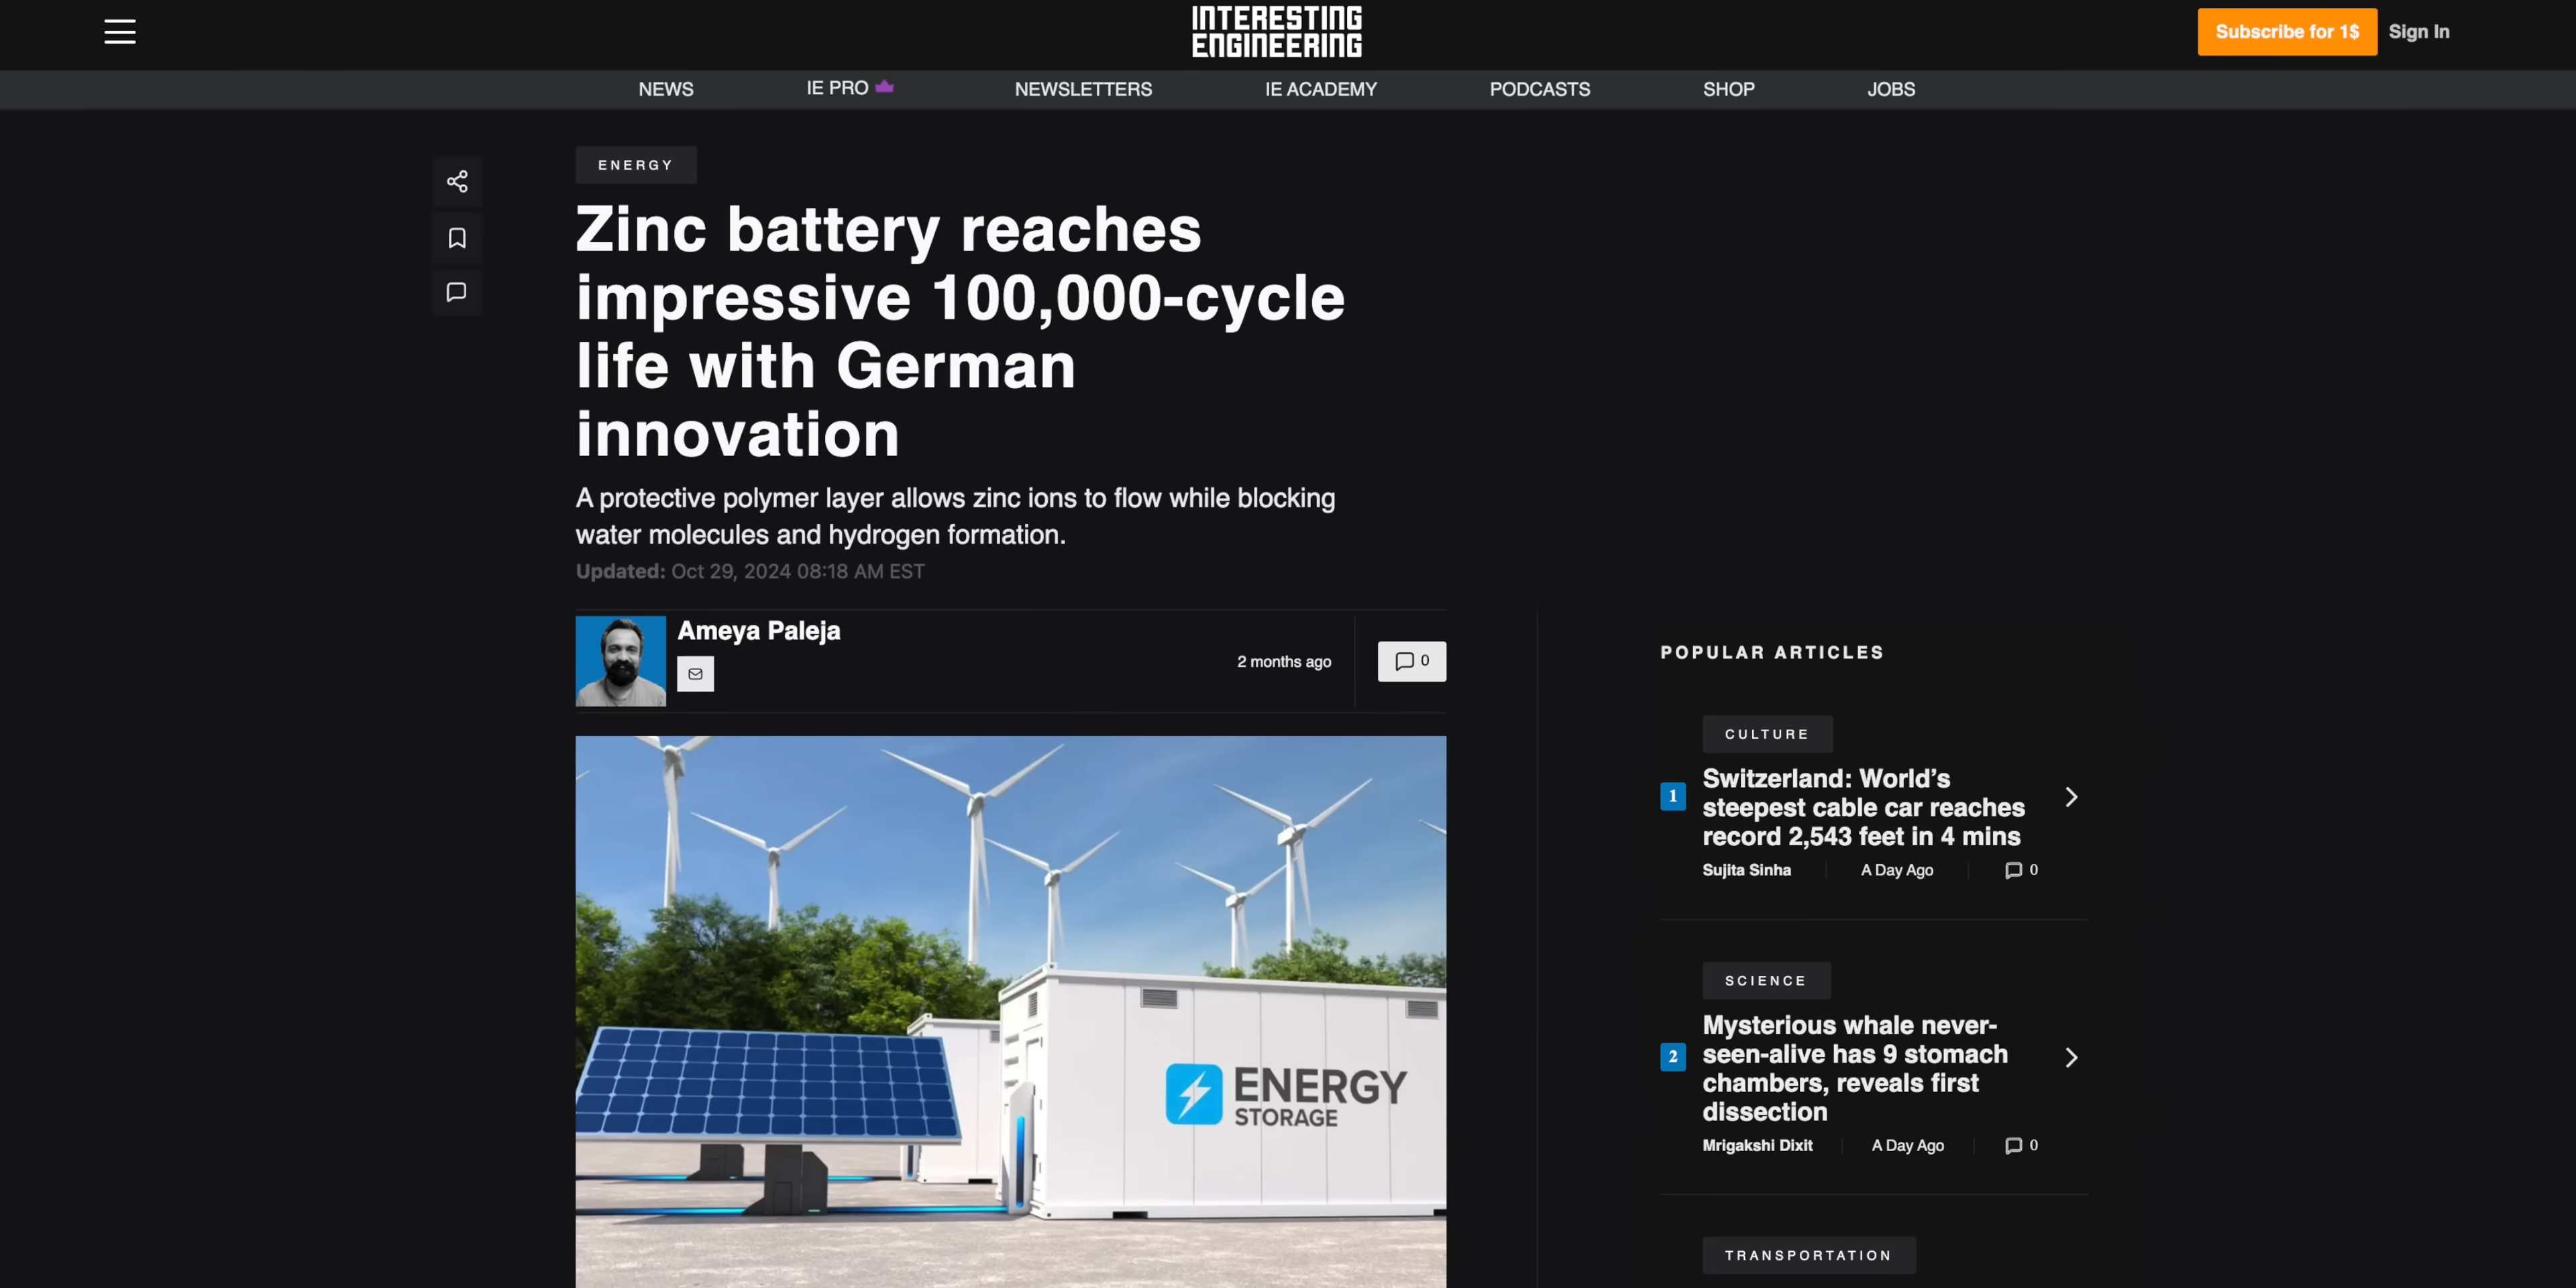 INTERESTING
ENGINEERING
Subscribe for 1$
Sign In
NEWS
IE PRO
NEWSLETTERS
IE ACADEMY
PODCASTS
SHOP
JOBS
ENERGY
Zinc battery reaches
impressive 100,000-cycle
life with German
innovation
A protective polymer layer allows zinc ions to flow while blocking
water molecules and hydrogen formation.
Updated: Oct 29, 2024 08:18 AM EST
Ameya Paleja
2 months ago
0
ENERGY
STORAGE
POPULAR ARTICLES
CULTURE
1
Switzerland: World’s
steepest cable car reaches
record 2,543 feet in 4 mins
Sujita Sinha
A Day Ago
0
SCIENCE
2
Mysterious whale never-
seen-alive has 9 stomach
chambers, reveals first
dissection
Mrigakshi Dixit
A Day Ago
0
TRANSPORTATION